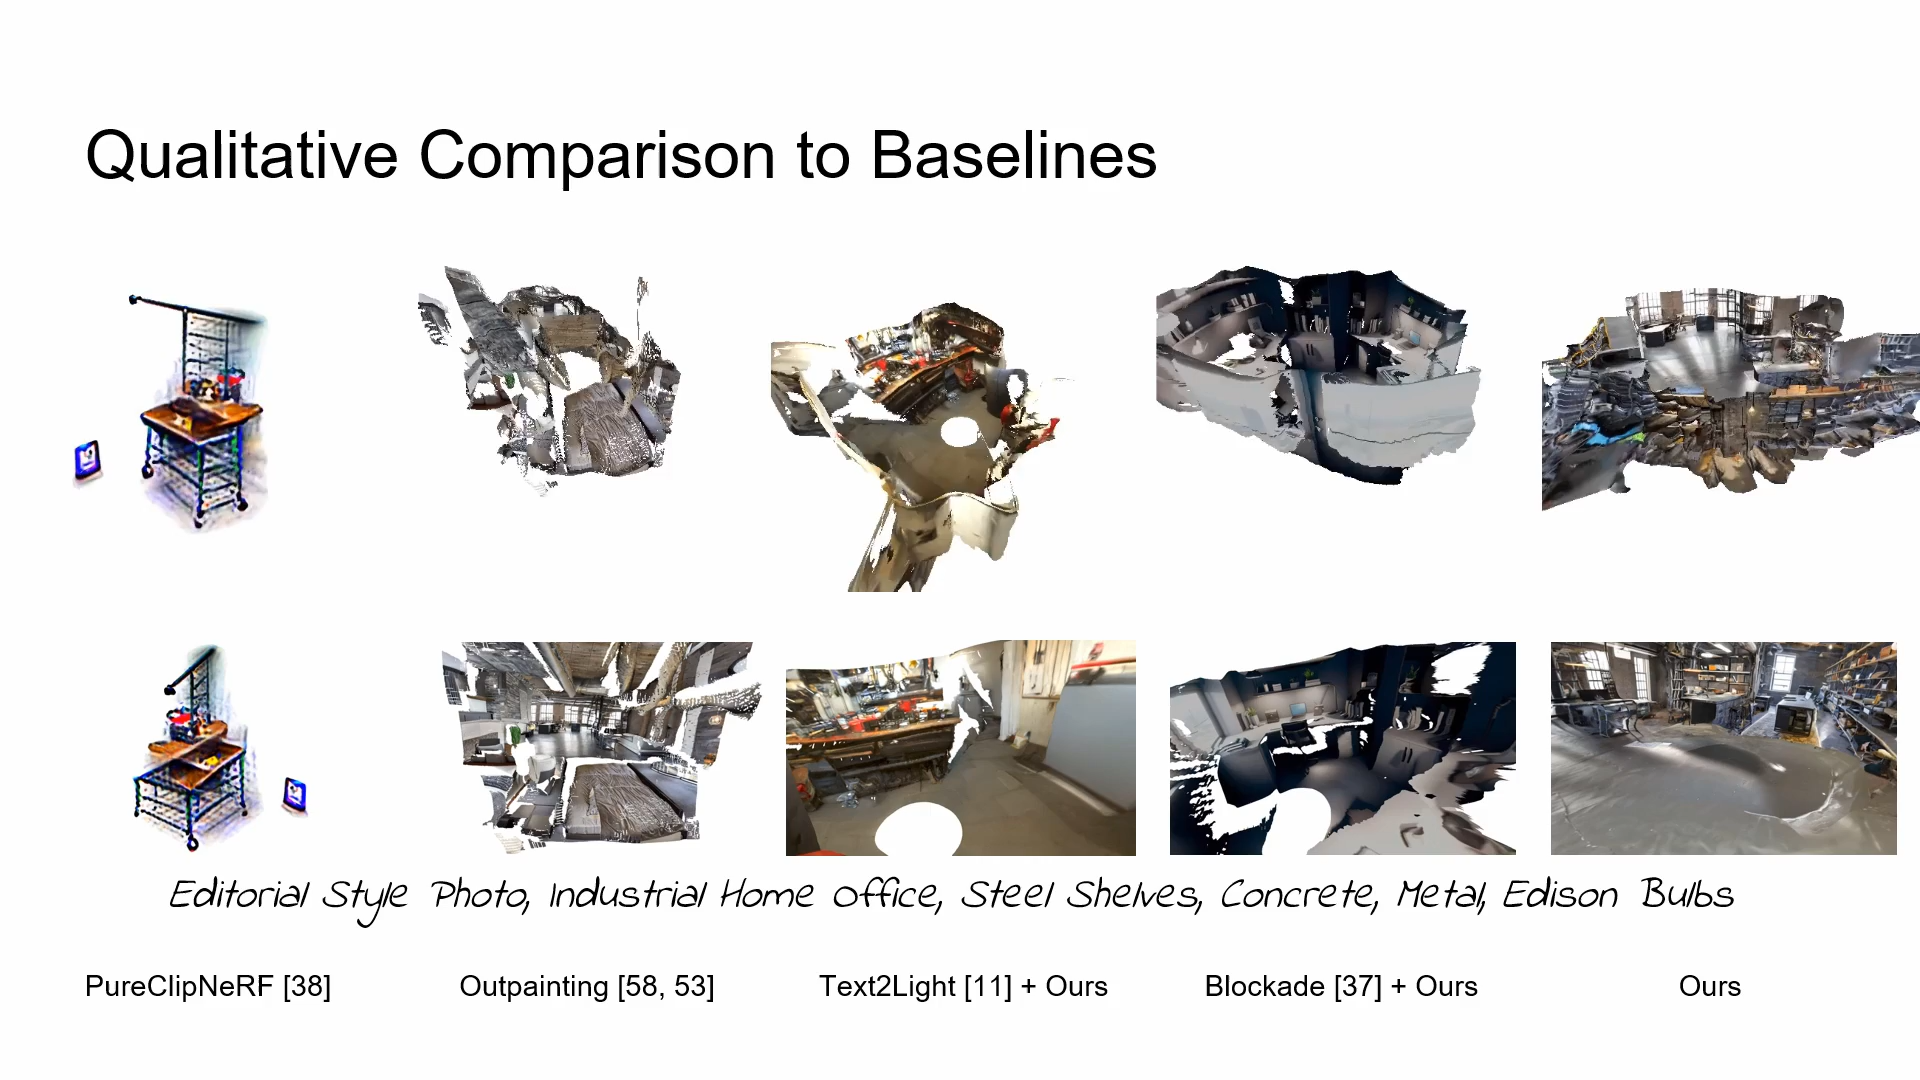 Qualitative Comparison to Baselines
Editorial Style Photo, Industrial Home Office, Steel Shelves, Concrete, Metal, Edison Bulbs
PureClipNeRF [38]
Outpainting [58, 53]
Text2Light [11] + Ours
Blockade [37] + Ours
Ours